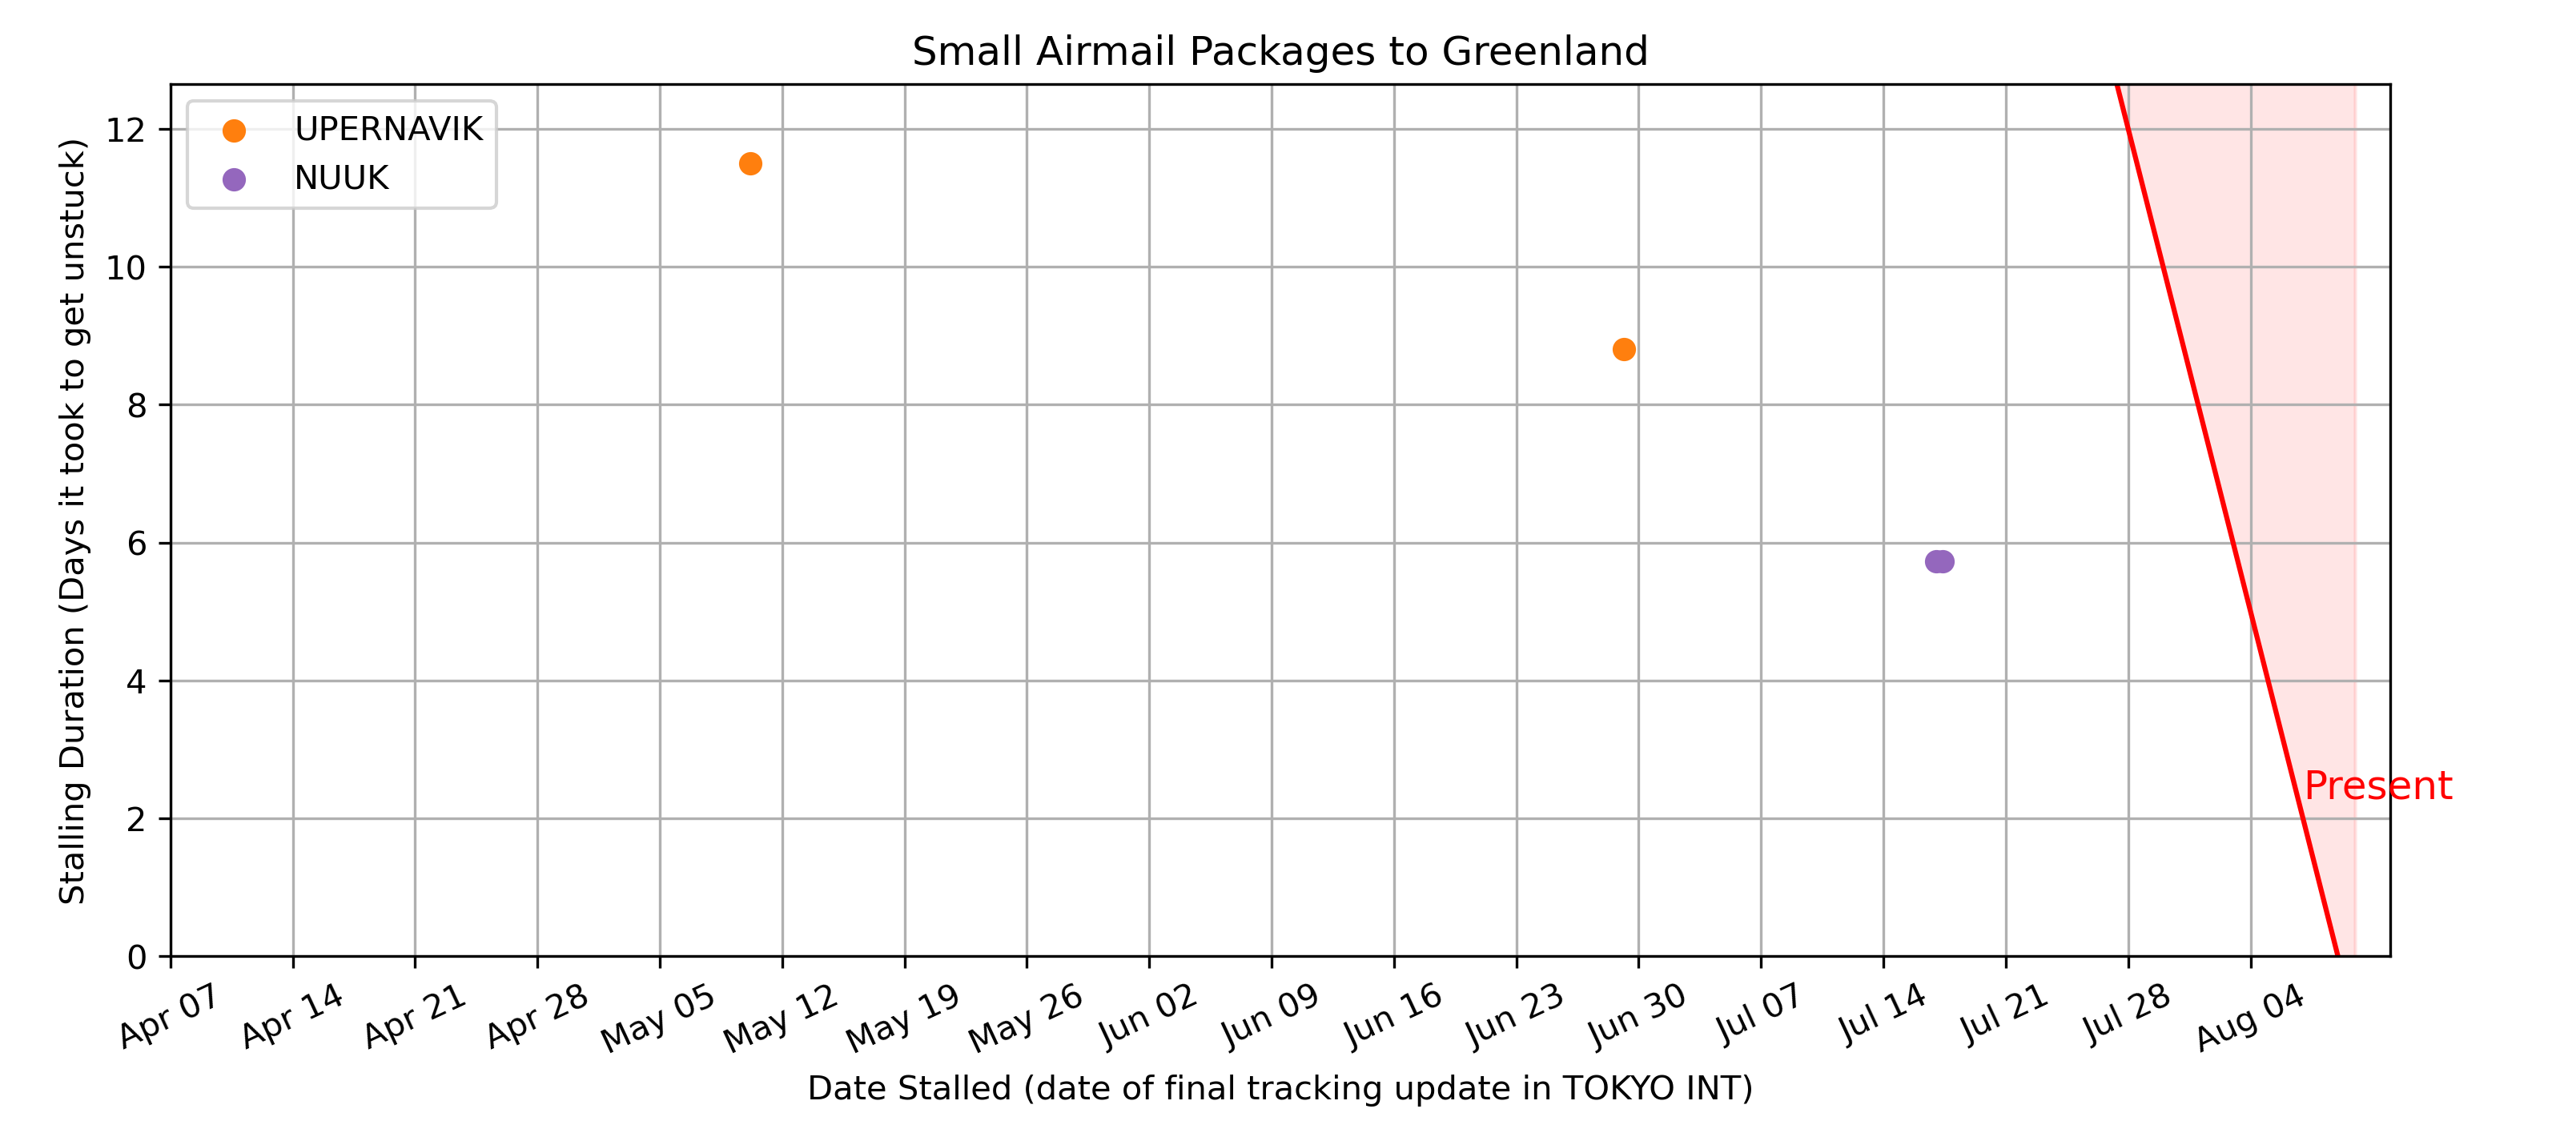 Small Airmail Packages to Greenland
UPERNAVIK
NUUK
Stalling Duration (Days it took to get unstuck)
12
10
8
6
4
2
0
Present
Apr 07
Apr 14
Apr 21
Apr 28
May 05
May 12
May 19
May 26
Jun 02
Jun 09
Jun 16
Jun 23
Jun 30
Jul 07
Jul 14
Jul 21
Jul 28
Aug 04
Date Stalled (date of final tracking update in TOKYO INT)